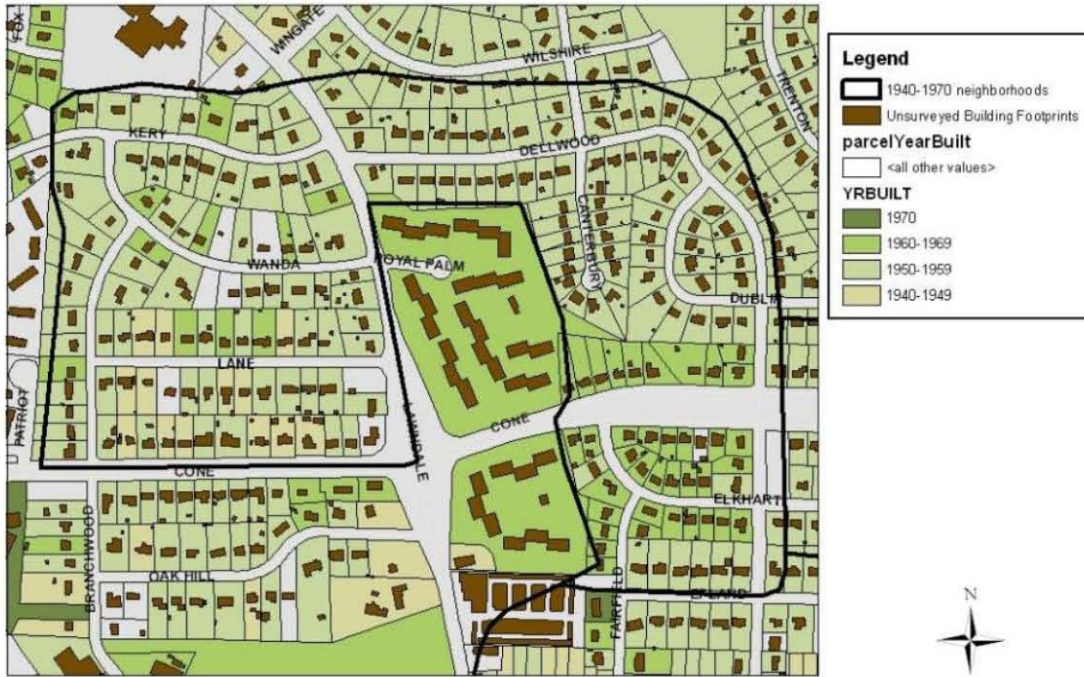 FOX
WINGATE
WILSHIRE
TRENTON
KERY
DELLWOOD
CANTERBURY
WANDA
ROYAL PALM
DUBLIN
LANE
PATRIOT
LAWNDALE
CONE
CONE
ELKHART
BRANCHWOOD
OAK HILL
FAIRFIELD
EFLAND
Legend
1940-1970 neighborhoods
Unsurveyed Building Footprints
parcelYearBuilt
<all other values>
YRBUILT
1970
1960-1969
1950-1959
1940-1949
N